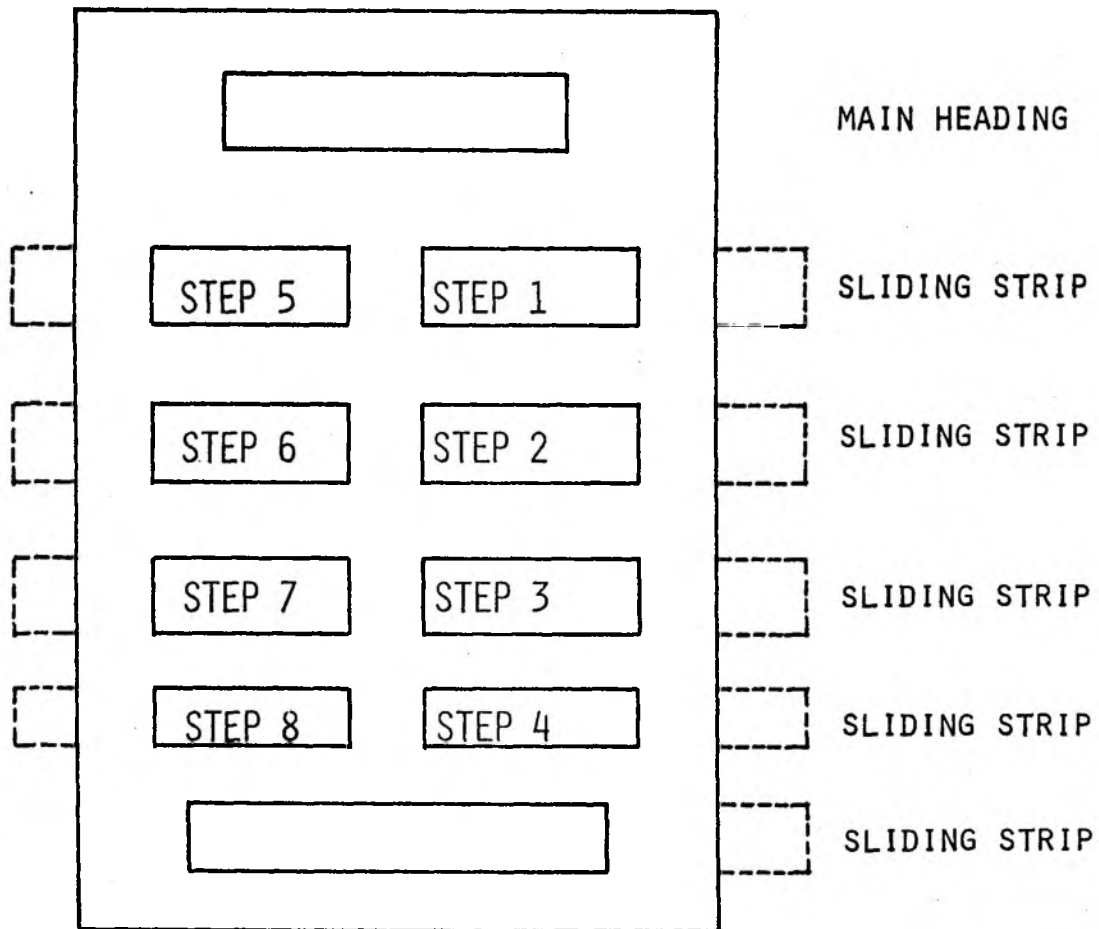 MAIN HEADING
STEP 5 STEP 1 SLIDING STRIP
STEP 6 STEP 2 SLIDING STRIP
STEP 7 STEP 3 SLIDING STRIP
STEP 8 STEP 4 SLIDING STRIP
SLIDING STRIP